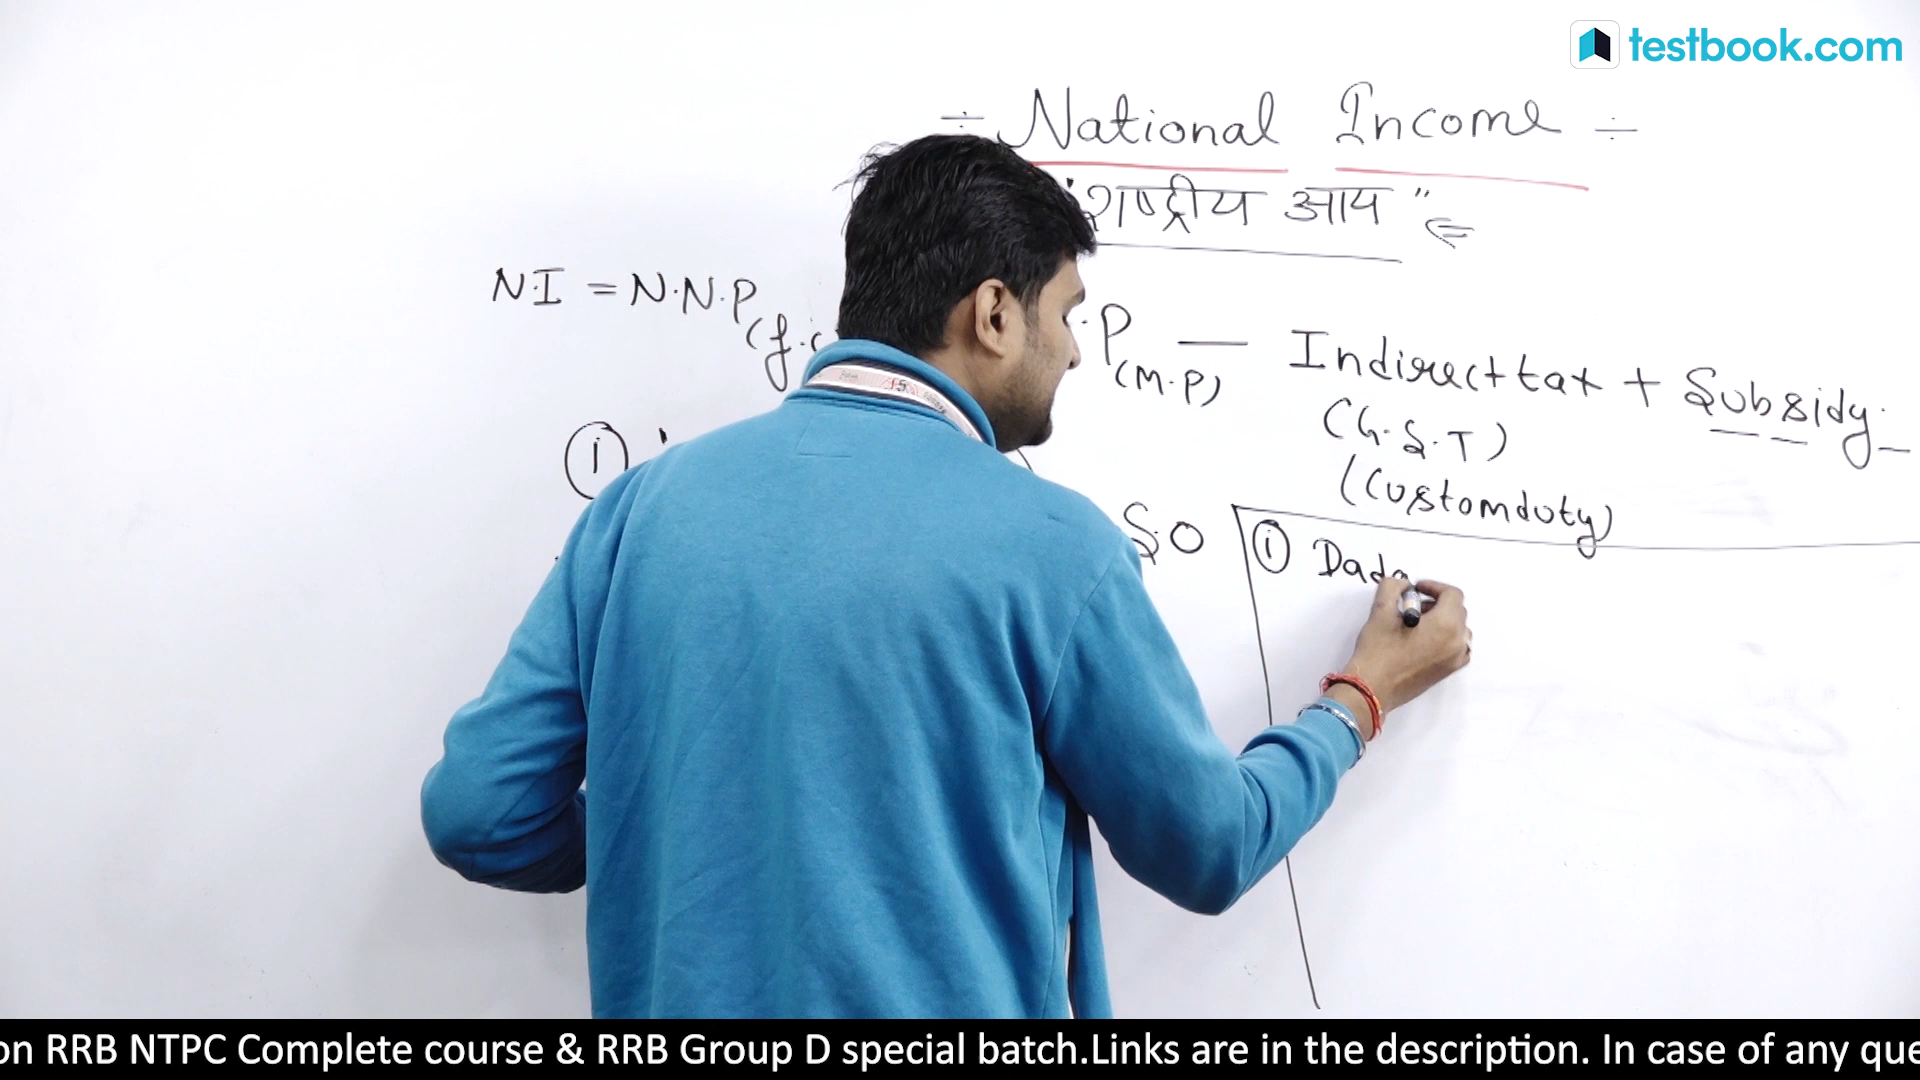 testbook.com
÷ National Income ÷
राष्ट्रीय आय "
N.I = N.N.P(f.c
.P(M.P) — Indirect tax + Subsidy.
(G.S.T)
(Customduty)
i
S.O
i Dada
on RRB NTPC Complete course & RRB Group D special batch.Links are in the description. In case of any que